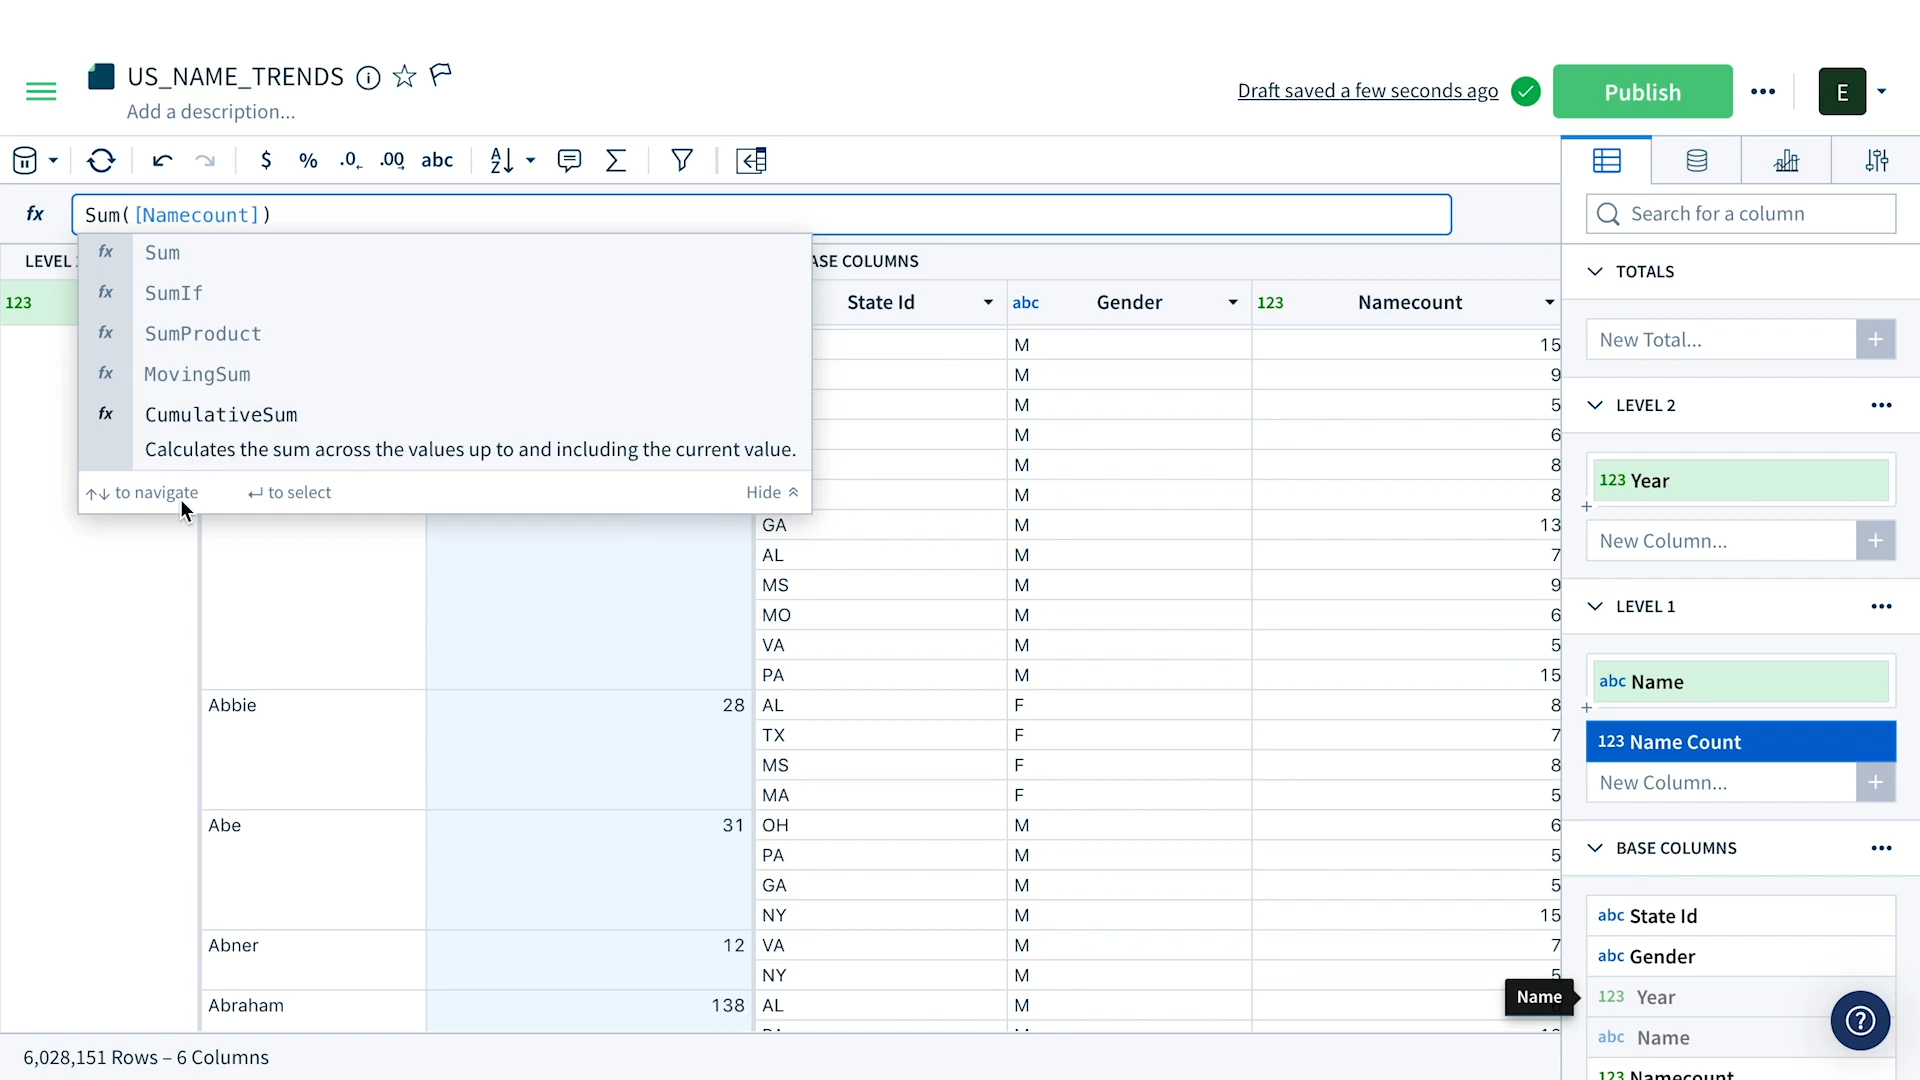 US_NAME_TRENDS
Add a description...
Draft saved a few seconds ago
Publish
E
$ % .0 .00 abc
fx Sum([Namecount])
Search for a column
fx Sum
fx SumIf
fx SumProduct
fx MovingSum
fx CumulativeSum
Calculates the sum across the values up to and including the current value.
↑↓ to navigate ↵ to select Hide
LEVEL
ASE COLUMNS
123 State Id abc Gender 123 Namecount
M 15
M 9
M 5
M 6
M 8
M 8
GA M 13
AL M 7
MS M 9
MO M 6
VA M 5
PA M 15
Abbie 28 AL F 8
TX F 7
MS F 8
MA F 5
Abe 31 OH M 6
PA M 5
GA M 5
NY M 15
Abner 12 VA M 7
NY M 5
Abraham 138 AL M
6,028,151 Rows – 6 Columns
TOTALS
New Total...
LEVEL 2
123 Year
New Column...
LEVEL 1
abc Name
123 Name Count
New Column...
BASE COLUMNS
abc State Id
abc Gender
123 Year
Name
abc Name
123 Namecount